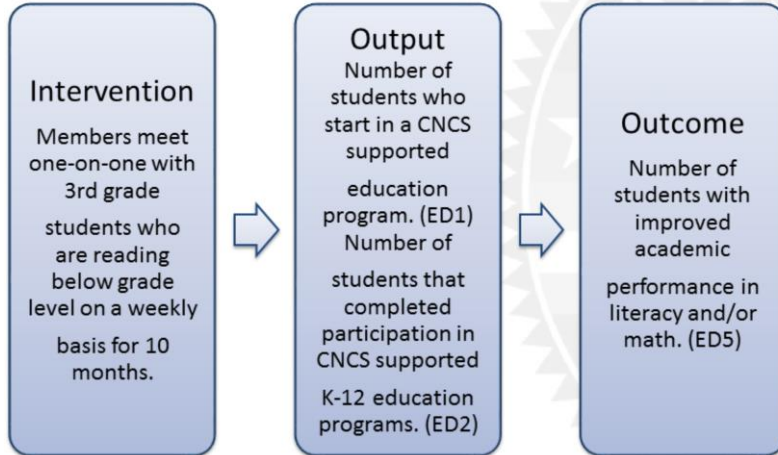 Intervention
Members meet
one-on-one with
3rd grade
students who
are reading
below grade
level on a weekly
basis for 10
months.
Output
Number of
students who
start in a CNCS
supported
education
program. (ED1)
Number of
students that
completed
participation in
CNCS supported
K-12 education
programs. (ED2)
Outcome
Number of
students with
improved
academic
performance in
literacy and/or
math. (ED5)